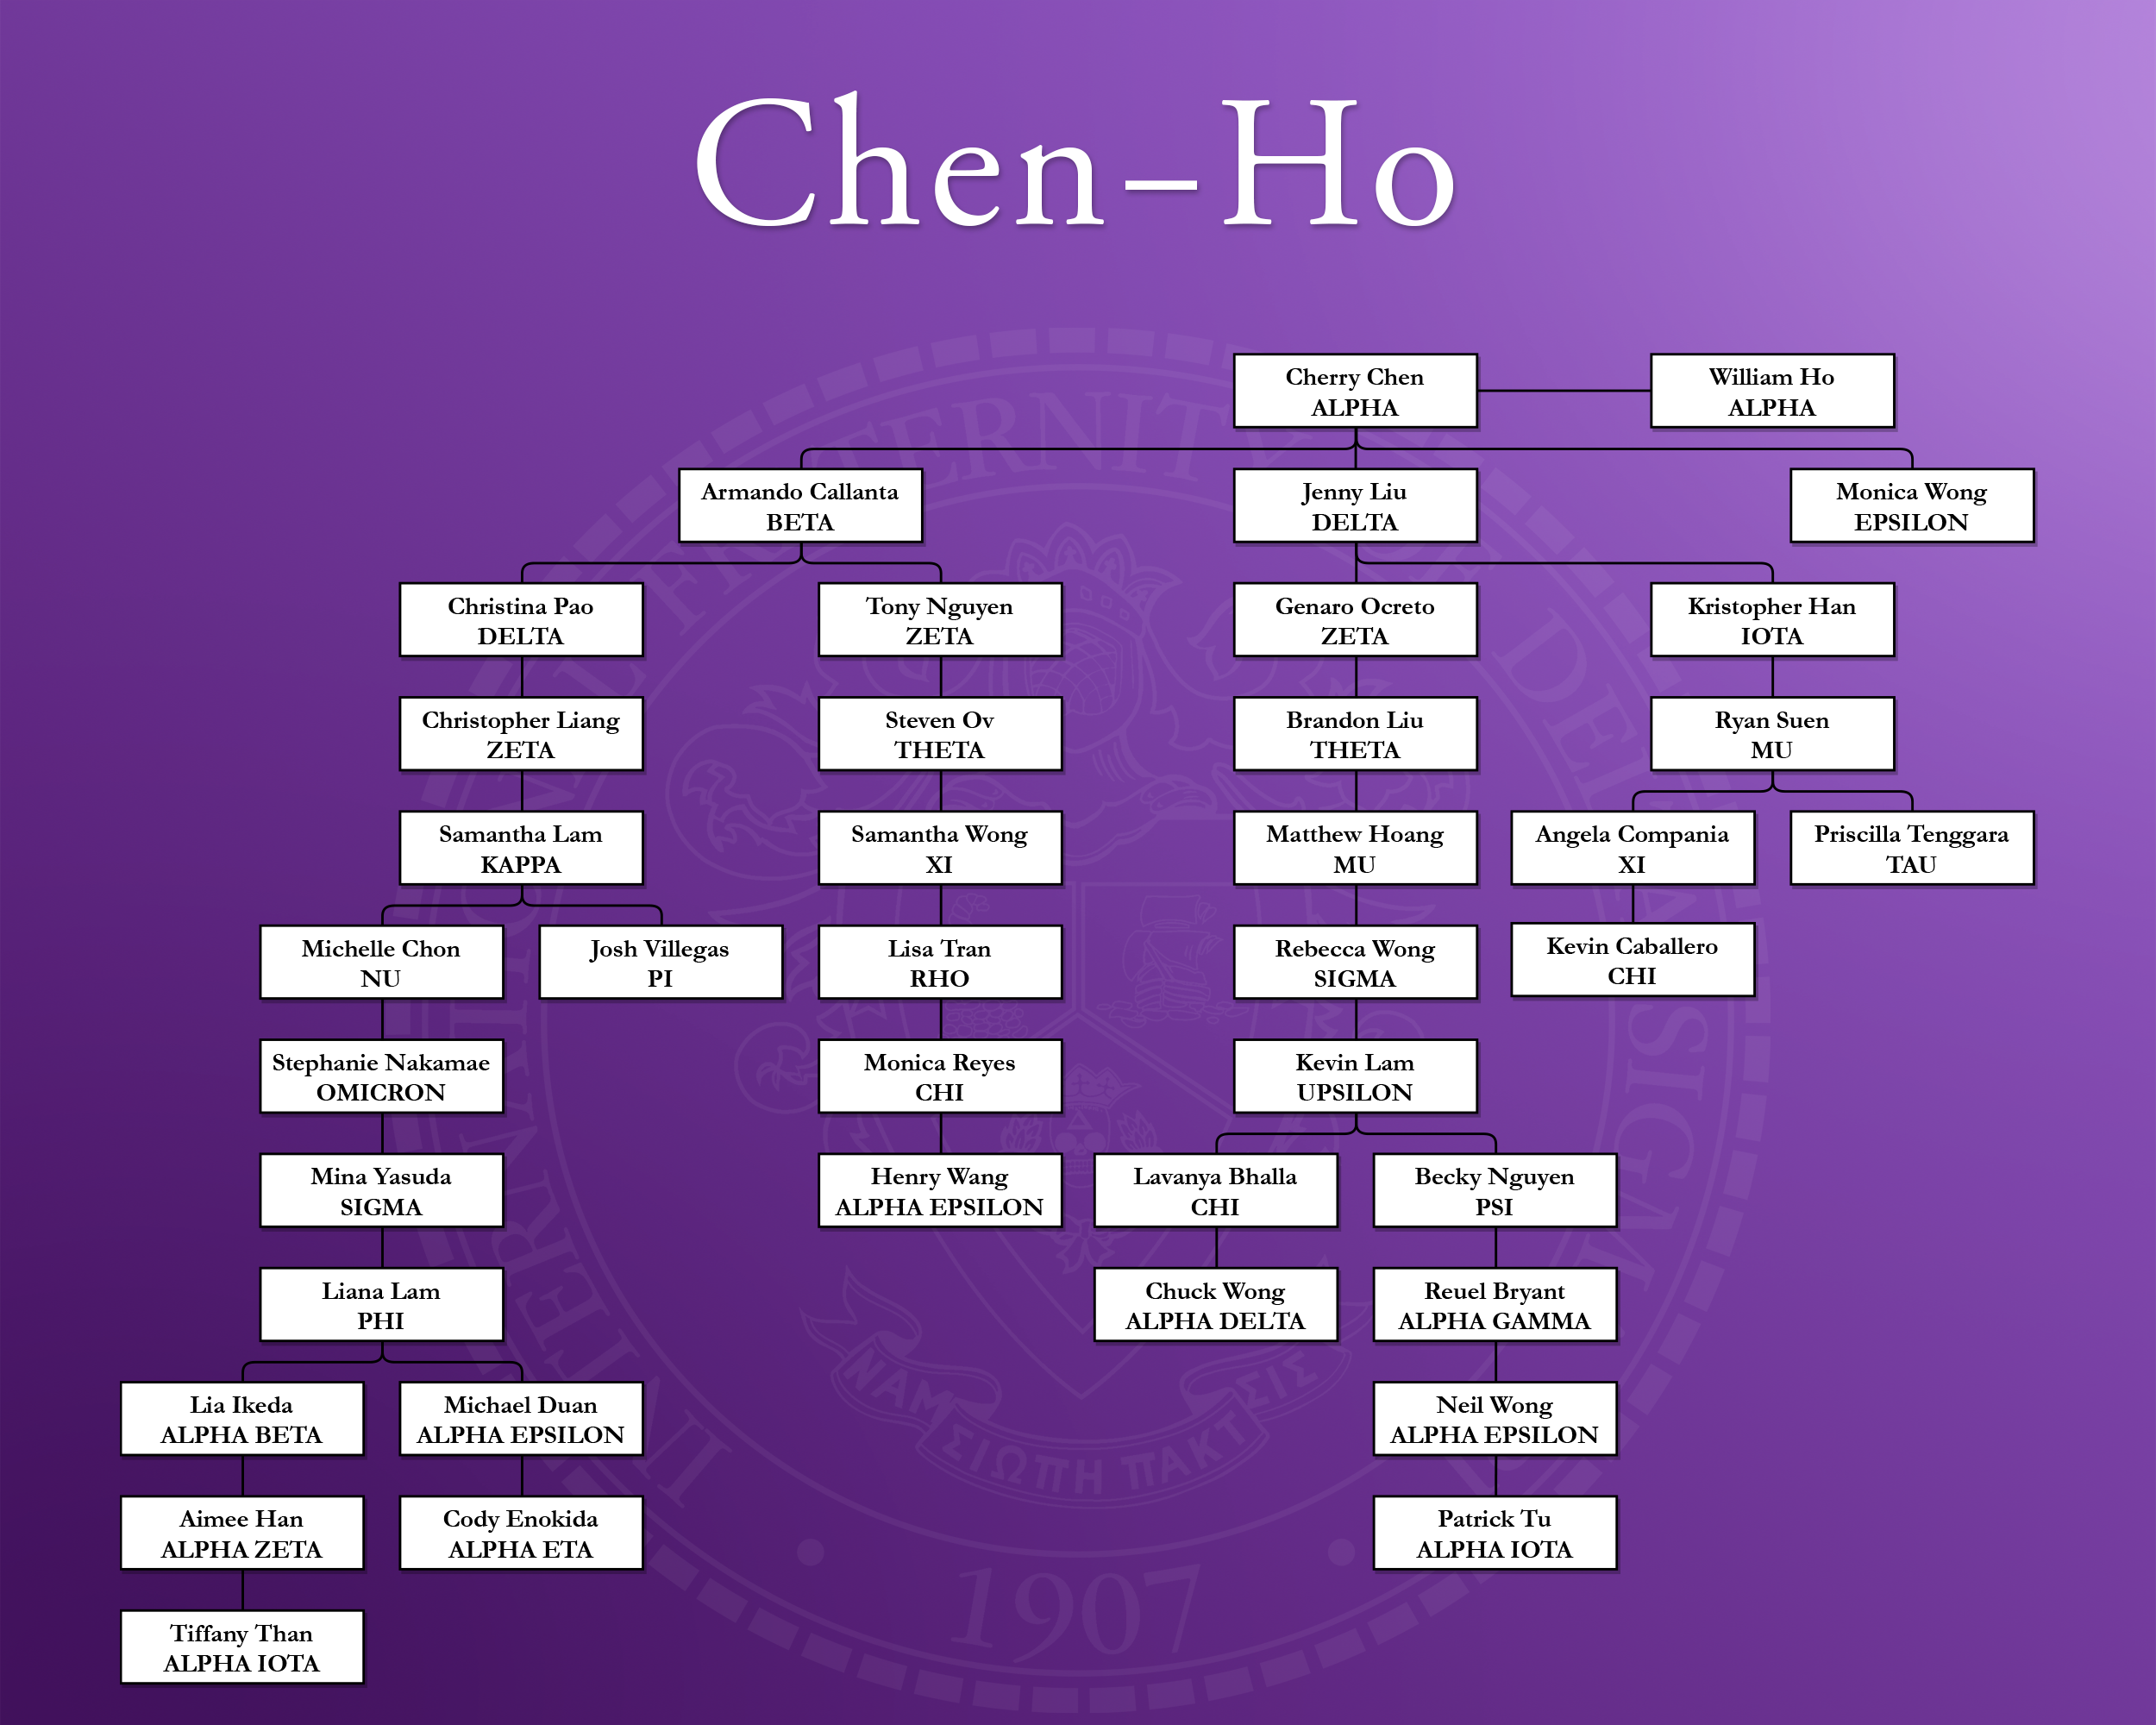 Chen–Ho
Cherry Chen
ALPHA
William Ho
ALPHA
Armando Callanta
BETA
Jenny Liu
DELTA
Monica Wong
EPSILON
Christina Pao
DELTA
Tony Nguyen
ZETA
Genaro Ocreto
ZETA
Kristopher Han
IOTA
Christopher Liang
ZETA
Steven Ov
THETA
Brandon Liu
THETA
Ryan Suen
MU
Samantha Lam
KAPPA
Samantha Wong
XI
Matthew Hoang
MU
Angela Compania
XI
Priscilla Tenggara
TAU
Michelle Chon
NU
Josh Villegas
PI
Lisa Tran
RHO
Rebecca Wong
SIGMA
Kevin Caballero
CHI
Stephanie Nakamae
OMICRON
Monica Reyes
CHI
Kevin Lam
UPSILON
Mina Yasuda
SIGMA
Henry Wang
ALPHA EPSILON
Lavanya Bhalla
CHI
Becky Nguyen
PSI
Liana Lam
PHI
Chuck Wong
ALPHA DELTA
Reuel Bryant
ALPHA GAMMA
Lia Ikeda
ALPHA BETA
Michael Duan
ALPHA EPSILON
Neil Wong
ALPHA EPSILON
Aimee Han
ALPHA ZETA
Cody Enokida
ALPHA ETA
Patrick Tu
ALPHA IOTA
Tiffany Than
ALPHA IOTA
1907